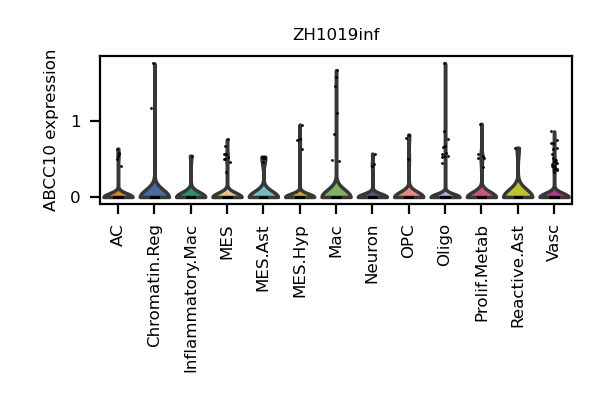 ZH1019inf
ABCC10 expression
1
0
AC
Chromatin.Reg
Inflammatory.Mac
MES
MES.Ast
MES.Hyp
Mac
Neuron
OPC
Oligo
Prolif.Metab
Reactive.Ast
Vasc